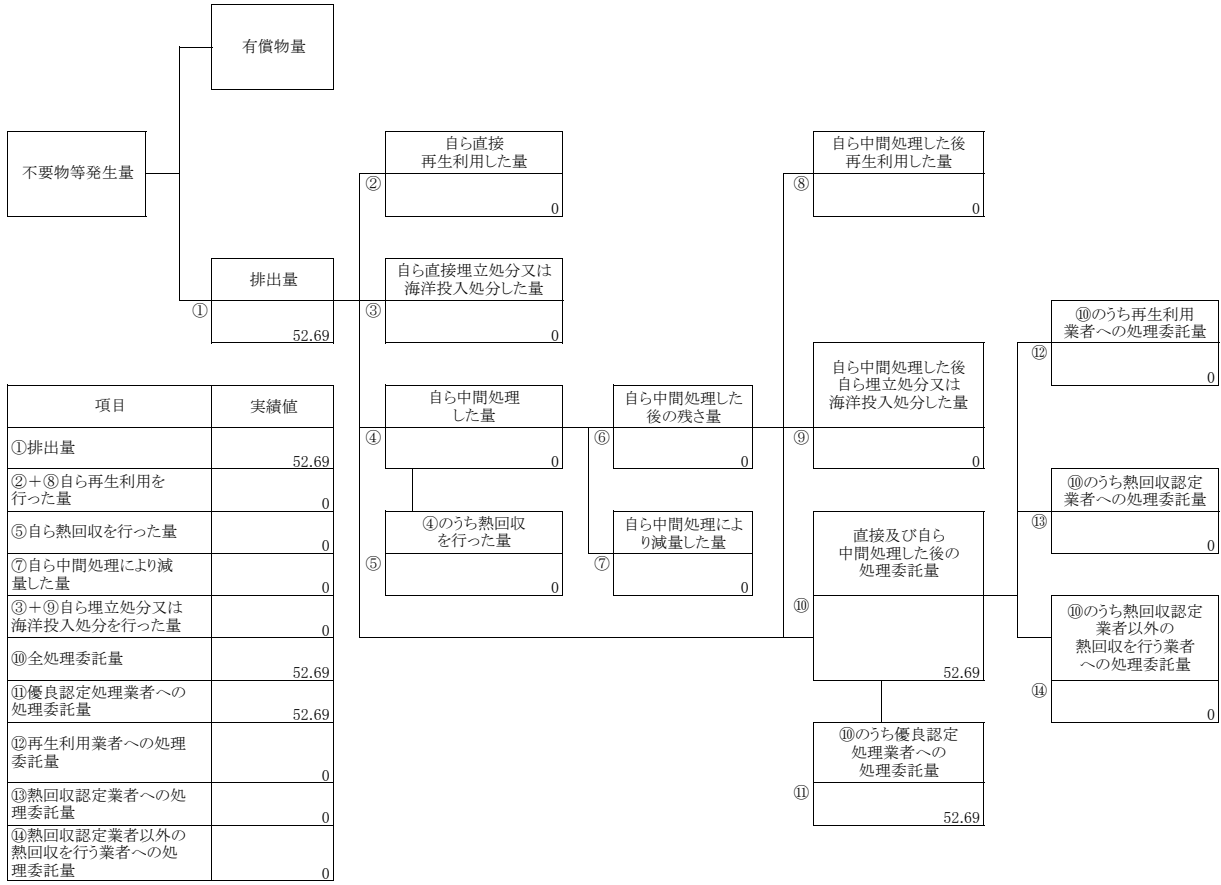 有償物量
不要物等発生量
自ら直接
再生利用した量
②
0
自ら中間処理した後
再生利用した量
⑧
0
排出量
①
52.69
自ら直接埋立処分又は
海洋投入処分した量
③
0
⑩のうち再生利用
業者への処理委託量
⑫
0
自ら中間処理した後
自ら埋立処分又は
海洋投入処分した量
⑨
0
自ら中間処理
した量
④
0
自ら中間処理した
後の残さ量
⑥
0
⑩のうち熱回収認定
業者への処理委託量
⑬
0
④のうち熱回収
を行った量
⑤
0
自ら中間処理によ
り減量した量
⑦
0
直接及び自ら
中間処理した後の
処理委託量
⑩
52.69
⑩のうち熱回収認定
業者以外の
熱回収を行う業者
への処理委託量
⑭
0
⑩のうち優良認定
処理業者への
処理委託量
⑪
52.69
項目 実績値
①排出量
52.69
②+⑧自ら再生利用を
行った量
0
⑤自ら熱回収を行った量
0
⑦自ら中間処理により減
量した量
0
③+⑨自ら埋立処分又は
海洋投入処分を行った量
0
⑩全処理委託量
52.69
⑪優良認定処理業者への
処理委託量
52.69
⑫再生利用業者への処理
委託量
0
⑬熱回収認定業者への処
理委託量
0
⑭熱回収認定業者以外の
熱回収を行う業者への処
理委託量
0